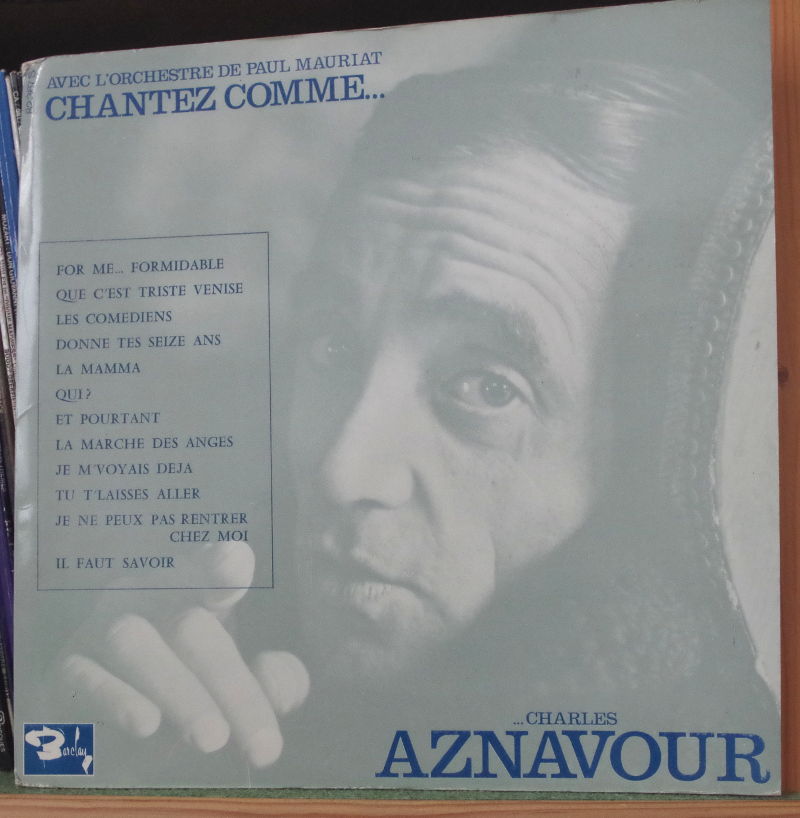 AVEC L'ORCHESTRE DE PAUL MAURIAT
CHANTEZ COMME...
FOR ME... FORMIDABLE
QUE C'EST TRISTE VENISE
LES COMEDIENS
DONNE TES SEIZE ANS
LA MAMMA
QUI?
ET POURTANT
LA MARCHE DES ANGES
JE M'VOYAIS DEJA
TU T'LAISSES ALLER
JE NE PEUX PAS RENTRER
CHEZ MOI
IL FAUT SAVOIR
...CHARLES
AZNAVOUR
Barclay